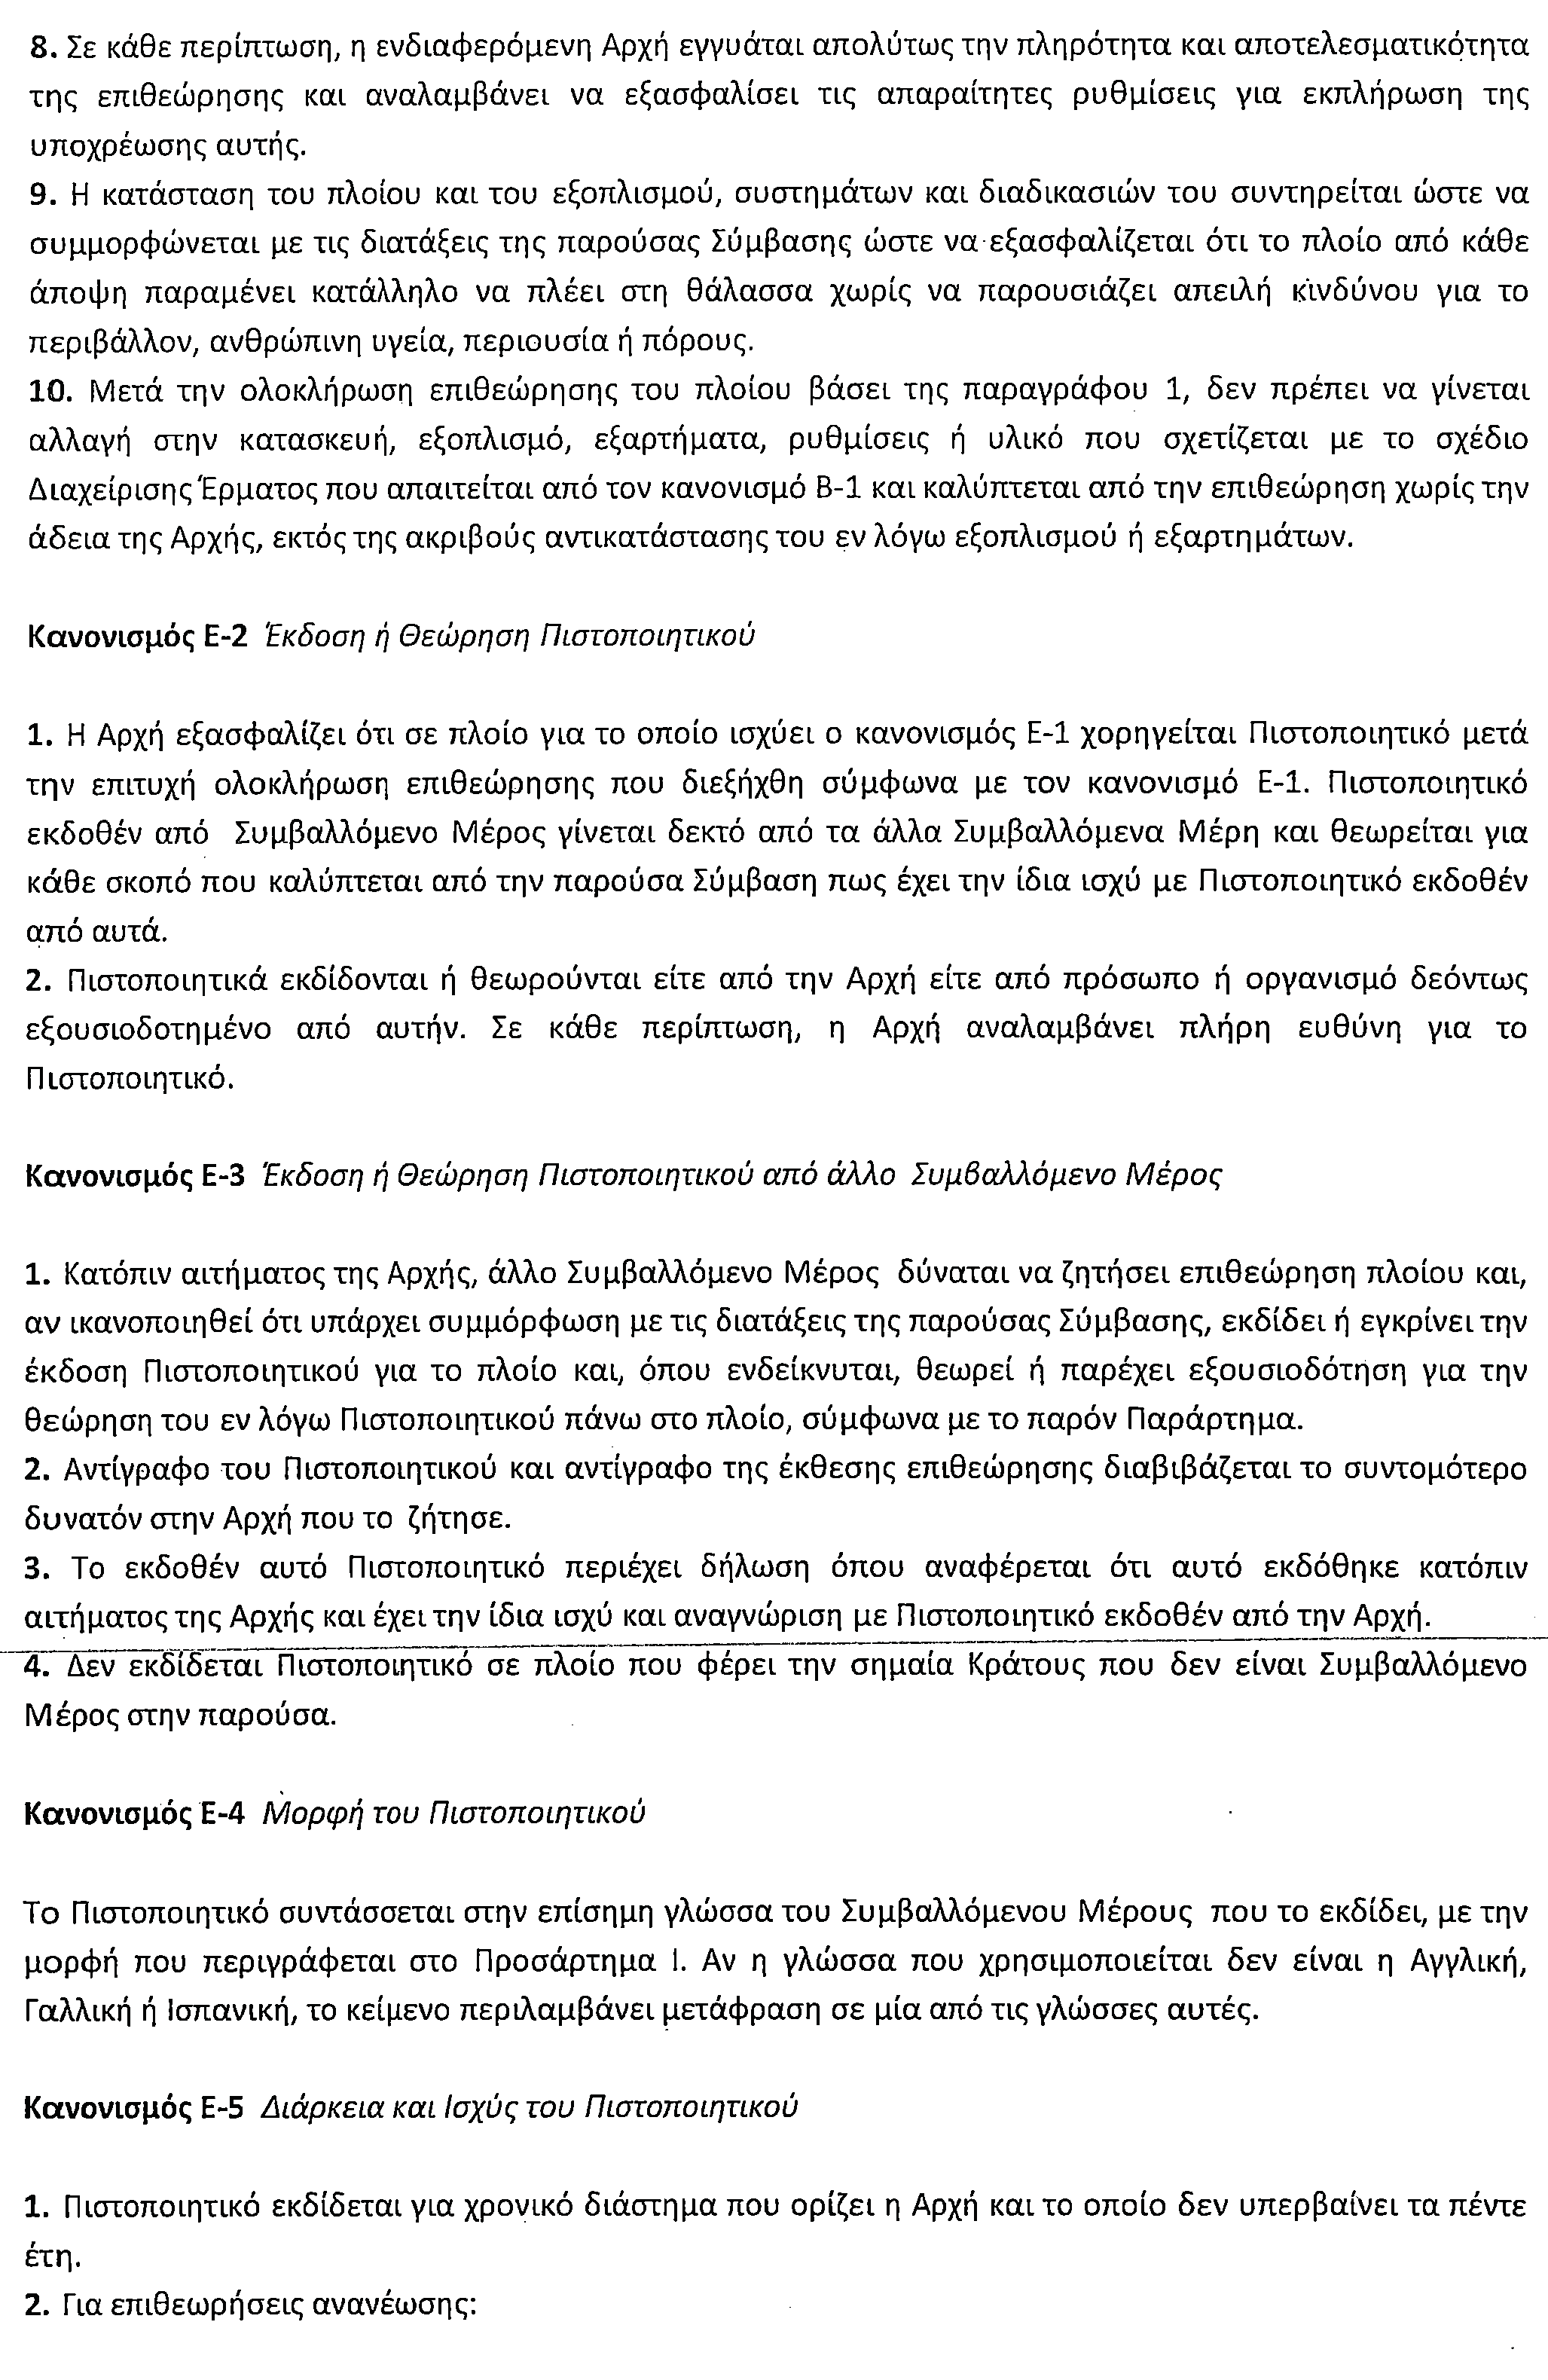 8. Σε κάθε περίπτωση, η ενδιαφερόμενη Αρχή εγγυάται απολύτως την πληρότητα και αποτελεσματικότητα
της επιθεώρησης και αναλαμβάνει να εξασφαλίσει τις απαραίτητες ρυθμίσεις για εκπλήρωση της
υποχρέωσης αυτής.
9. Η κατάσταση του πλοίου και του εξοπλισμού, συστημάτων και διαδικασιών του συντηρείται ώστε να
συμμορφώνεται με τις διατάξεις της παρούσας Σύμβασης ώστε να εξασφαλίζεται ότι το πλοίο από κάθε
άποψη παραμένει κατάλληλο να πλέει στη θάλασσα χωρίς να παρουσιάζει απειλή κινδύνου για το
περιβάλλον, ανθρώπινη υγεία, περιουσία ή πόρους.
10. Μετά την ολοκλήρωση επιθεώρησης του πλοίου βάσει της παραγράφου 1, δεν πρέπει να γίνεται
αλλαγή στην κατασκευή, εξοπλισμό, εξαρτήματα, ρυθμίσεις ή υλικό που σχετίζεται με το σχέδιο
Διαχείρισης Έρματος που απαιτείται από τον κανονισμό Β-1 και καλύπτεται από την επιθεώρηση χωρίς την
άδεια της Αρχής, εκτός της ακριβούς αντικατάστασης του εν λόγω εξοπλισμού ή εξαρτημάτων.
Κανονισμός Ε-2 Έκδοση ή Θεώρηση Πιστοποιητικού
1. Η Αρχή εξασφαλίζει ότι σε πλοίο για το οποίο ισχύει ο κανονισμός Ε-1 χορηγείται Πιστοποιητικό μετά
την επιτυχή ολοκλήρωση επιθεώρησης που διεξήχθη σύμφωνα με τον κανονισμό Ε-1. Πιστοποιητικό
εκδοθέν από Συμβαλλόμενο Μέρος γίνεται δεκτό από τα άλλα Συμβαλλόμενα Μέρη και θεωρείται για
κάθε σκοπό που καλύπτεται από την παρούσα Σύμβαση πως έχει την ίδια ισχύ με Πιστοποιητικό εκδοθέν
από αυτά.
2. Πιστοποιητικά εκδίδονται ή θεωρούνται είτε από την Αρχή είτε από πρόσωπο ή οργανισμό δεόντως
εξουσιοδοτημένο από αυτήν. Σε κάθε περίπτωση, η Αρχή αναλαμβάνει πλήρη ευθύνη για το
Πιστοποιητικό.
Κανονισμός Ε-3 Έκδοση ή Θεώρηση Πιστοποιητικού από άλλο Συμβαλλόμενο Μέρος
1. Κατόπιν αιτήματος της Αρχής, άλλο Συμβαλλόμενο Μέρος δύναται να ζητήσει επιθεώρηση πλοίου και,
αν ικανοποιηθεί ότι υπάρχει συμμόρφωση με τις διατάξεις της παρούσας Σύμβασης, εκδίδει ή εγκρίνει την
έκδοση Πιστοποιητικού για το πλοίο και, όπου ενδείκνυται, θεωρεί ή παρέχει εξουσιοδότηση για την
θεώρηση του εν λόγω Πιστοποιητικού πάνω στο πλοίο, σύμφωνα με το παρόν Παράρτημα.
2. Αντίγραφο του Πιστοποιητικού και αντίγραφο της έκθεσης επιθεώρησης διαβιβάζεται το συντομότερο
δυνατόν στην Αρχή που το ζήτησε.
3. Το εκδοθέν αυτό Πιστοποιητικό περιέχει δήλωση όπου αναφέρεται ότι αυτό εκδόθηκε κατόπιν
αιτήματος της Αρχής και έχει την ίδια ισχύ και αναγνώριση με Πιστοποιητικό εκδοθέν από την Αρχή.
4. Δεν εκδίδεται Πιστοποιητικό σε πλοίο που φέρει την σημαία Κράτους που δεν είναι Συμβαλλόμενο
Μέρος στην παρούσα.
Κανονισμός Ε-4 Μορφή του Πιστοποιητικού
Το Πιστοποιητικό συντάσσεται στην επίσημη γλώσσα του Συμβαλλόμενου Μέρους που το εκδίδει, με την
μορφή που περιγράφεται στο Προσάρτημα Ι. Αν η γλώσσα που χρησιμοποιείται δεν είναι η Αγγλική,
Γαλλική ή Ισπανική, το κείμενο περιλαμβάνει μετάφραση σε μία από τις γλώσσες αυτές.
Κανονισμός Ε-5 Διάρκεια και Ισχύς του Πιστοποιητικού
1. Πιστοποιητικό εκδίδεται για χρονικό διάστημα που ορίζει η Αρχή και το οποίο δεν υπερβαίνει τα πέντε
έτη.
2. Για επιθεωρήσεις ανανέωσης: